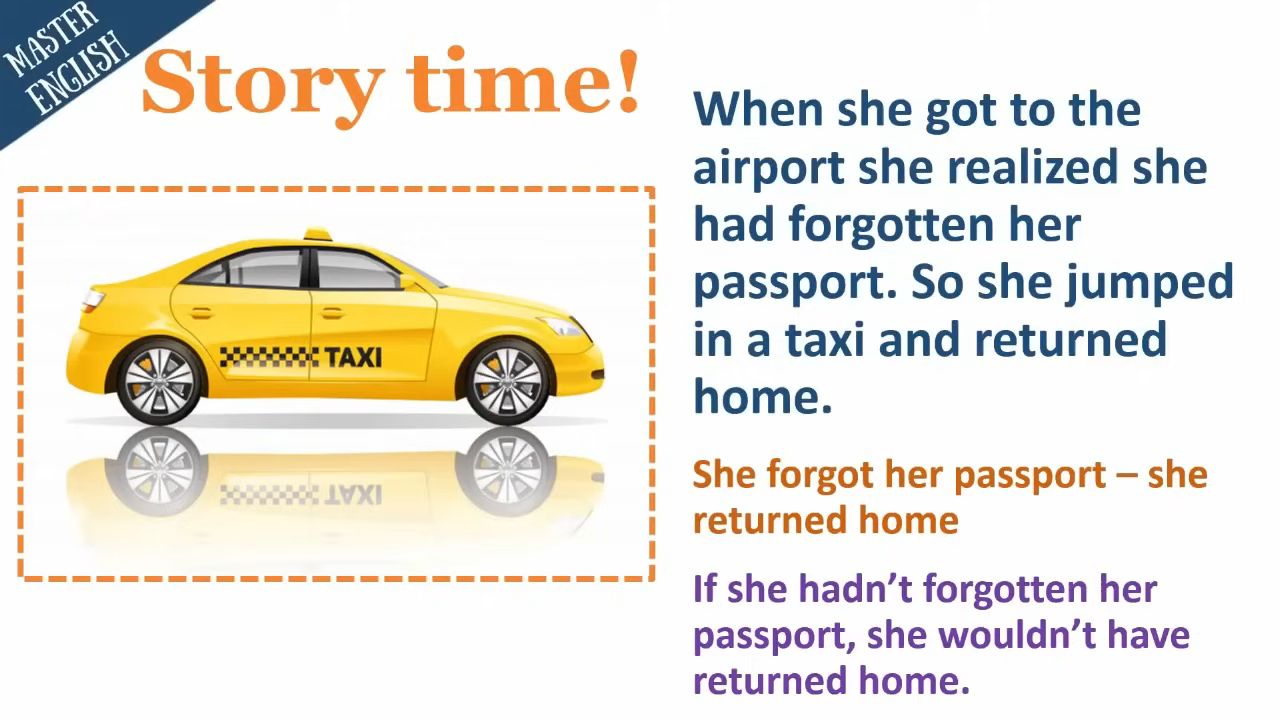 MASTER
ENGLISH
Story time!
When she got to the
airport she realized she
had forgotten her
passport. So she jumped
in a taxi and returned
home.
TAXI
TAXI
She forgot her passport – she
returned home
If she hadn’t forgotten her
passport, she wouldn’t have
returned home.